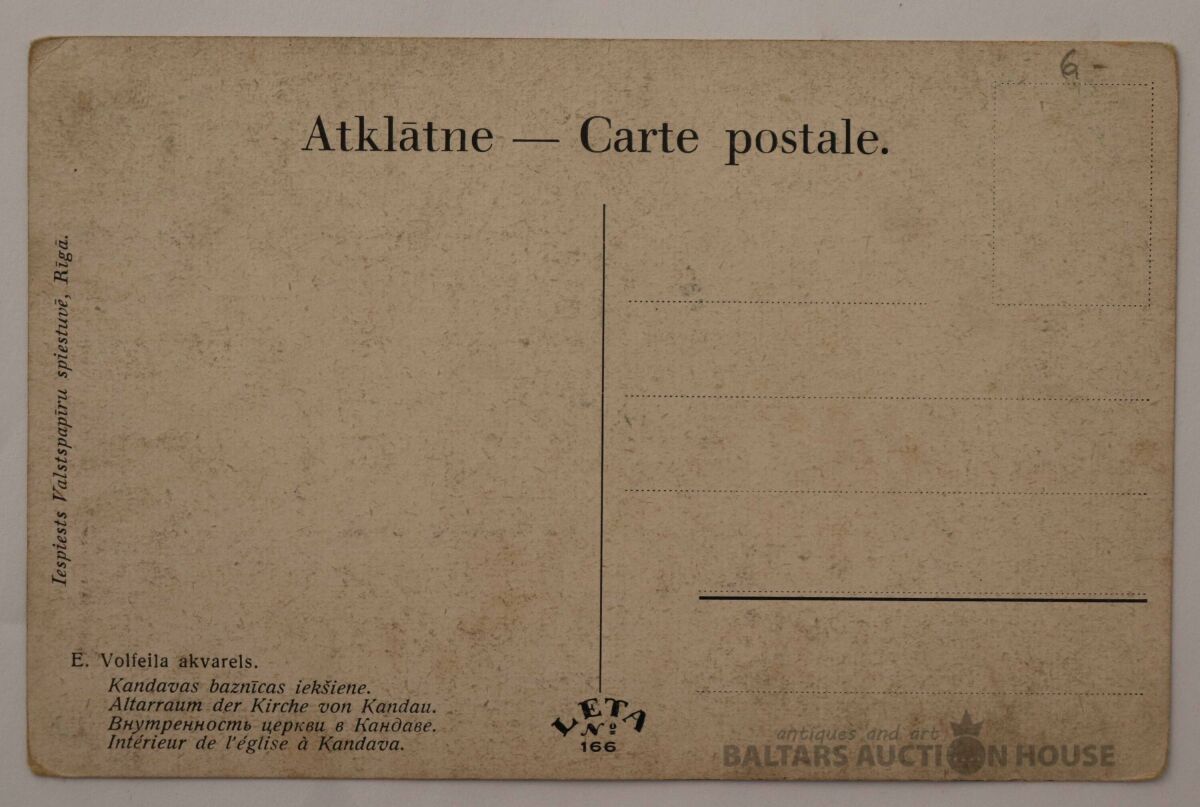 6 -
Atklātne — Carte postale.
Iespiests Valstspapīru spiestuvē, Rīgā.
E. Volfeila akvarels.
Kandavas baznīcas iekšiene.
Altarraum der Kirche von Kandau.
Внутренность церкви в Кандаве.
Intérieur de l'église à Kandava.
LETA
№
166
antiques and art
BALTARS AUCTION HOUSE